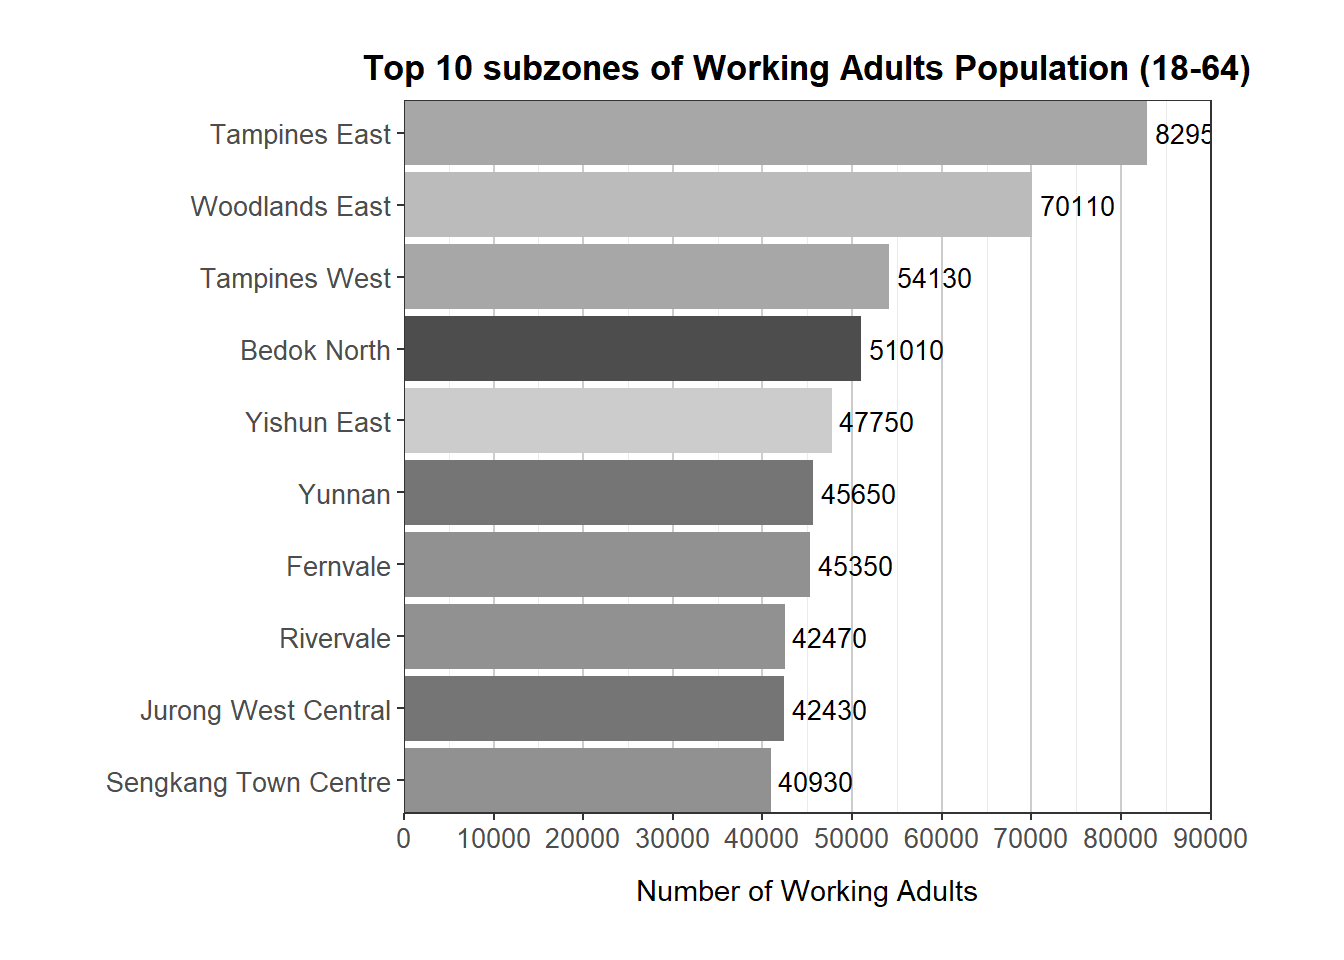 Top 10 subzones of Working Adults Population (18-64)
Tampines East 8295
Woodlands East 70110
Tampines West 54130
Bedok North 51010
Yishun East 47750
Yunnan 45650
Fernvale 45350
Rivervale 42470
Jurong West Central 42430
Sengkang Town Centre 40930
0 10000 20000 30000 40000 50000 60000 70000 80000 90000
Number of Working Adults